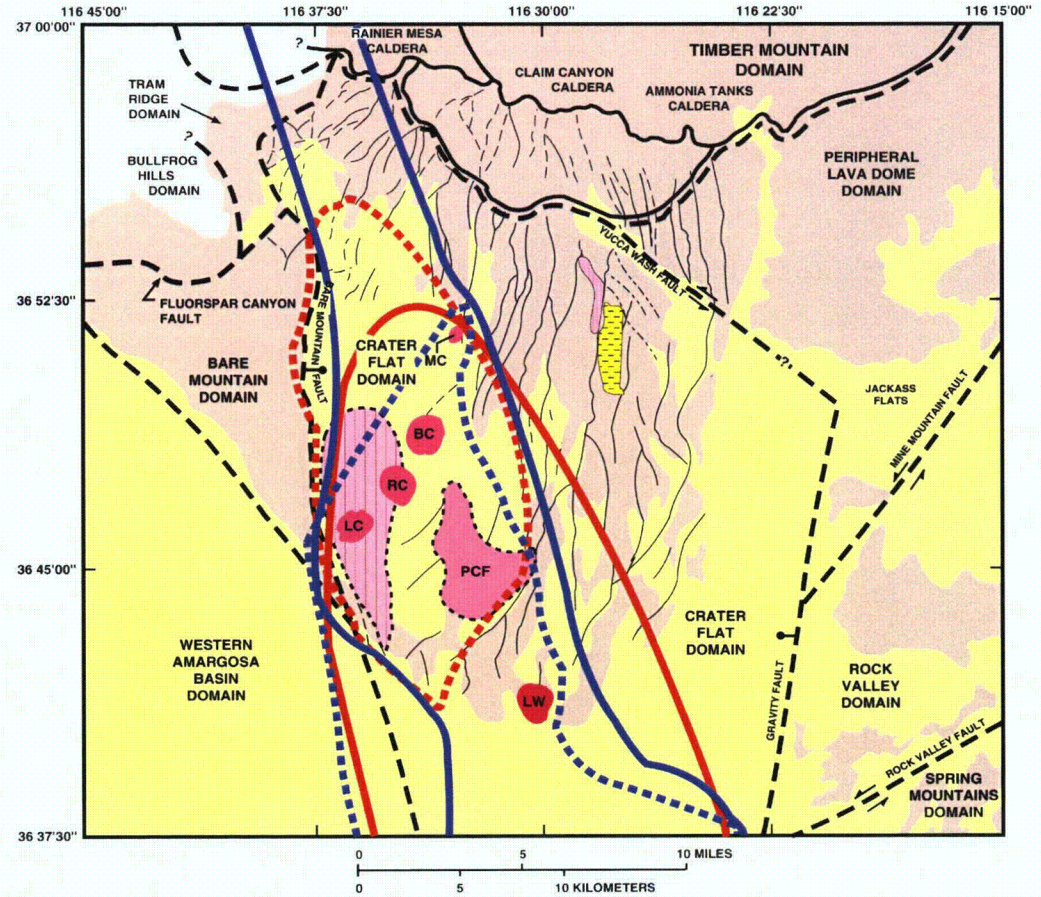 116 45'00"
116 37'30"
116 30'00"
116 22'30"
116 15'00"
37 00'00"
36 52'30"
36 45'00"
36 37'30"
?
RAINIER MESA
CALDERA
TIMBER MOUNTAIN
DOMAIN
CLAIM CANYON
CALDERA
AMMONIA TANKS
CALDERA
TRAM
RIDGE
DOMAIN
?
BULLFROG
HILLS
DOMAIN
PERIPHERAL
LAVA DOME
DOMAIN
YUCCA WASH FAULT
FLUORSPAR CANYON
FAULT
BARE MOUNTAIN FAULT
BARE
MOUNTAIN
DOMAIN
CRATER
FLAT
DOMAIN
MC
?
JACKASS
FLATS
MINE MOUNTAIN FAULT
BC
RC
LC
PCF
LW
WESTERN
AMARGOSA
BASIN
DOMAIN
CRATER
FLAT
DOMAIN
GRAVITY FAULT
ROCK
VALLEY
DOMAIN
ROCK VALLEY FAULT
SPRING
MOUNTAINS
DOMAIN
0 5 10 MILES
0 5 10 KILOMETERS